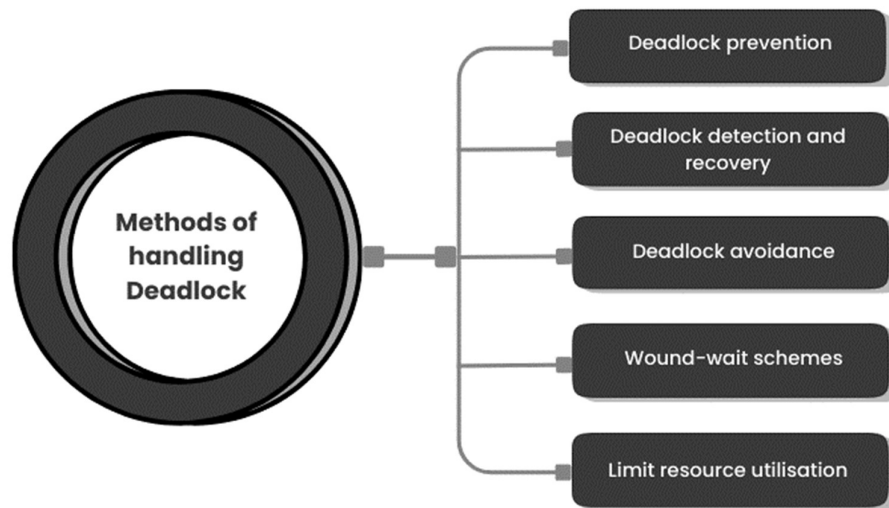 Methods of
handling
Deadlock
Deadlock prevention
Deadlock detection and
recovery
Deadlock avoidance
Wound-wait schemes
Limit resource utilisation